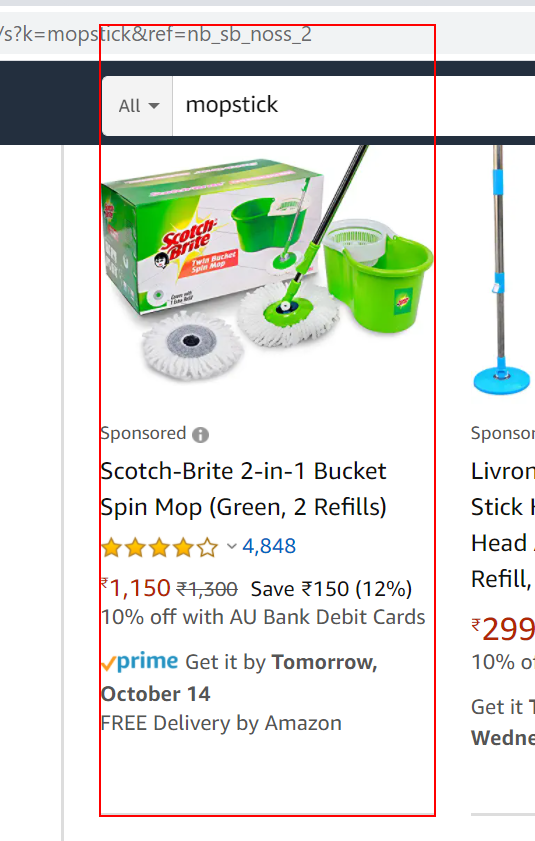 /s?k=mopstick&ref=nb_sb_noss_2
All
mopstick
Scotch-
Brite
Twin Bucket
Spin Mop
Sponsored
Scotch-Brite 2-in-1 Bucket
Spin Mop (Green, 2 Refills)
4,848
₹1,150 ₹1,300 Save ₹150 (12%)
10% off with AU Bank Debit Cards
prime Get it by Tomorrow,
October 14
FREE Delivery by Amazon
Sponsor
Livron
Stick H
Head
Refill,
₹299
10% o
Get it T
Wedne